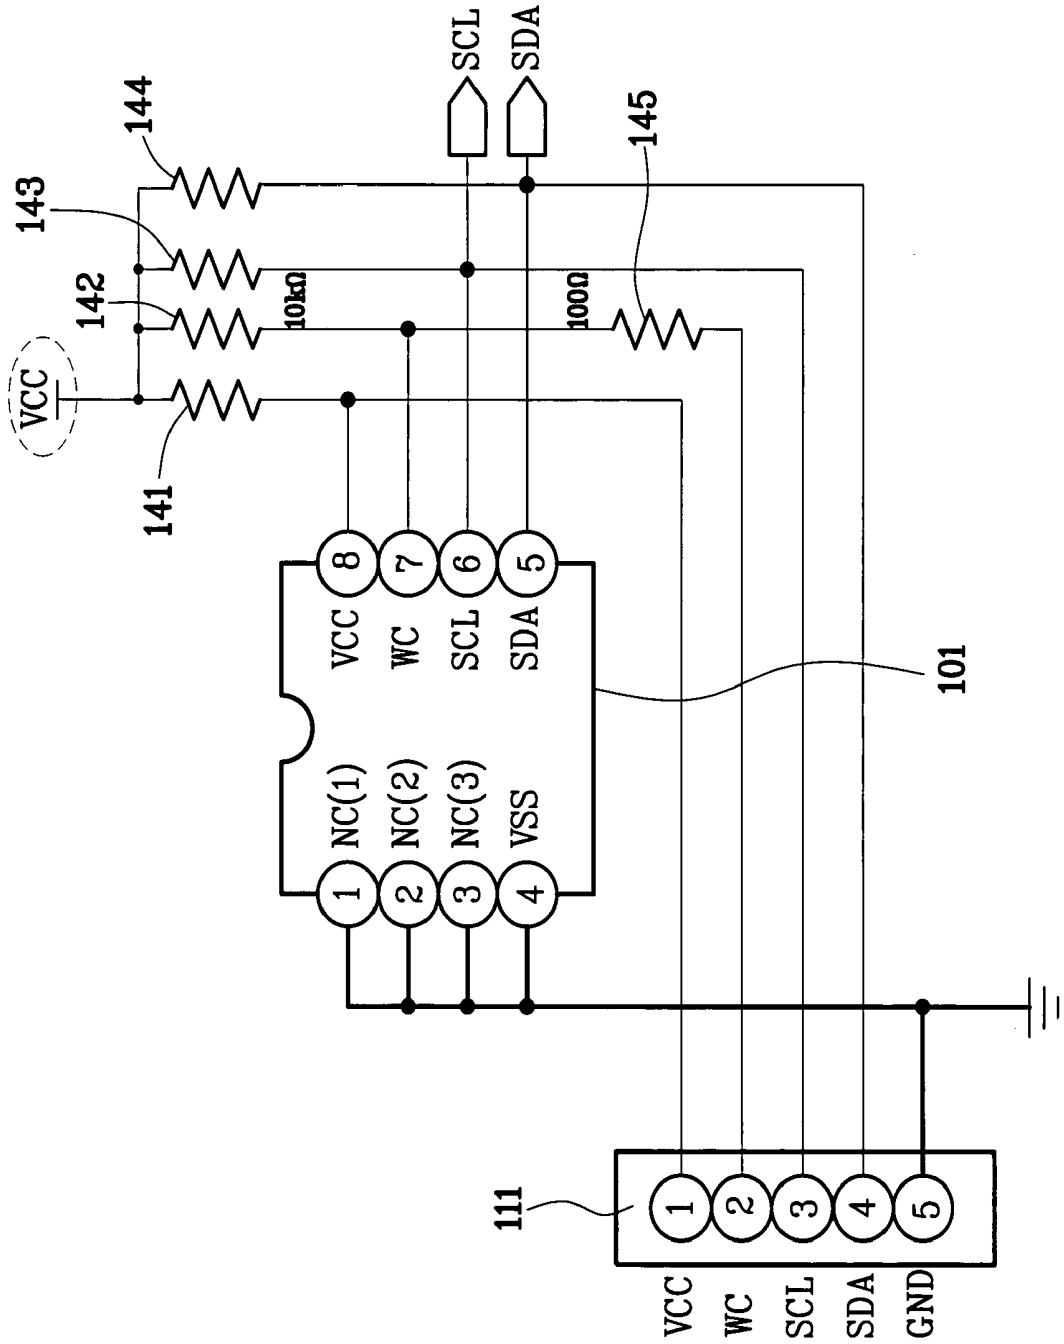 VCC
141
142
143
144
10kΩ
100Ω
145
SCL
SDA
8
7
6
5
VCC
WC
SCL
SDA
NC(1)
NC(2)
NC(3)
VSS
1
2
3
4
101
111
1
2
3
4
5
VCC
WC
SCL
SDA
GND